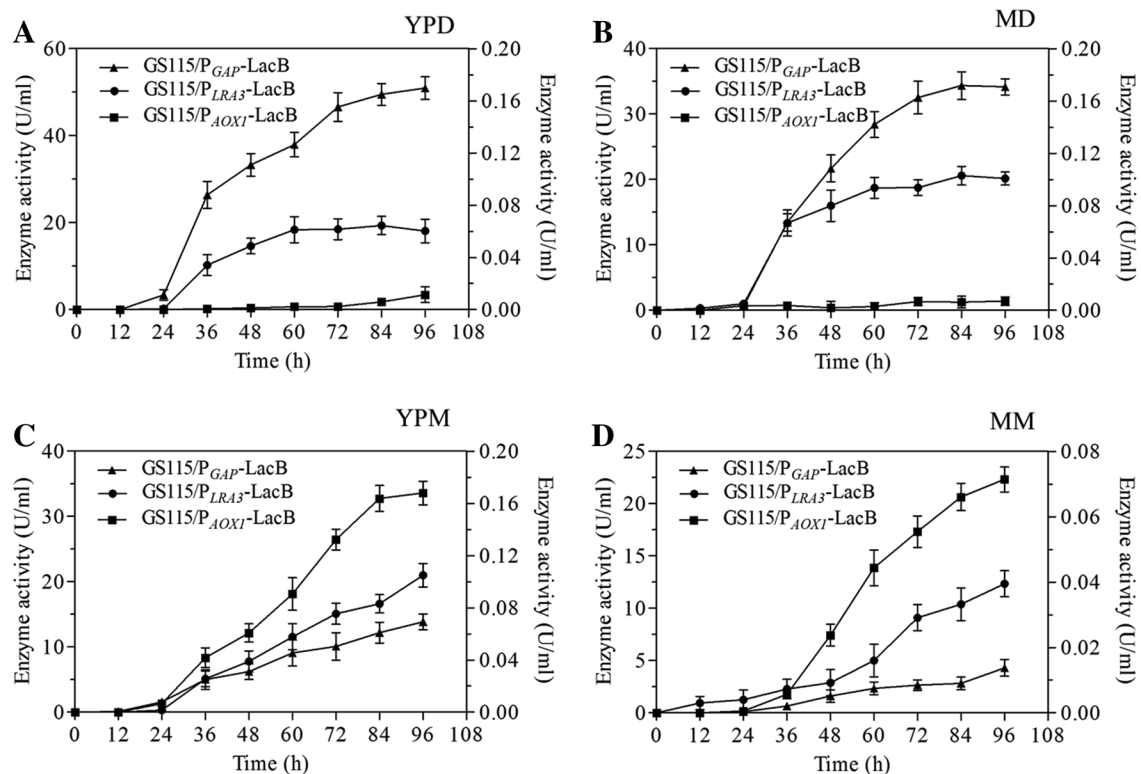 A
YPD
GS115/PGAP-LacB
GS115/PLRA3-LacB
GS115/PAOX1-LacB
Enzyme activity (U/ml)
60
40
20
0
0.20
0.16
0.12
0.08
0.04
0.00
Enzyme activity (U/ml)
0 12 24 36 48 60 72 84 96 108
Time (h)
B
MD
GS115/PGAP-LacB
GS115/PLRA3-LacB
GS115/PAOX1-LacB
Enzyme activity (U/ml)
40
30
20
10
0
0.20
0.16
0.12
0.08
0.04
0.00
Enzyme activity (U/ml)
0 12 24 36 48 60 72 84 96 108
Time (h)
C
YPM
GS115/PGAP-LacB
GS115/PLRA3-LacB
GS115/PAOX1-LacB
Enzyme activity (U/ml)
40
30
20
10
0
0.20
0.16
0.12
0.08
0.04
0.00
Enzyme activity (U/ml)
0 12 24 36 48 60 72 84 96 108
Time (h)
D
MM
GS115/PGAP-LacB
GS115/PLRA3-LacB
GS115/PAOX1-LacB
Enzyme activity (U/ml)
25
20
15
10
5
0
0.08
0.06
0.04
0.02
0.00
Enzyme activity (U/ml)
0 12 24 36 48 60 72 84 96 108
Time (h)